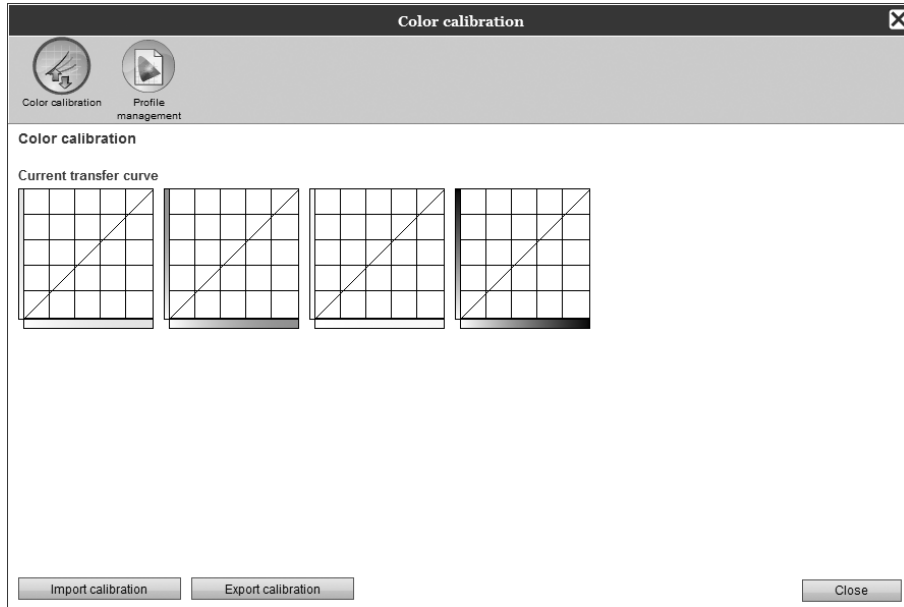 Color calibration
Color calibration
Profile
management
Color calibration
Current transfer curve
Import calibration
Export calibration
Close